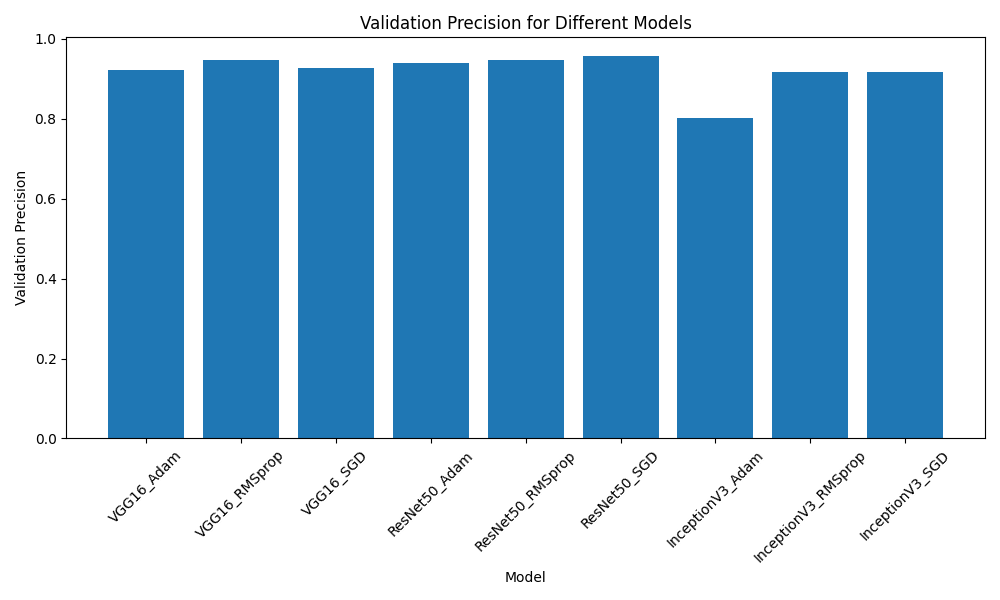 Validation Precision for Different Models
Validation Precision
1.0
0.8
0.6
0.4
0.2
0.0
VGG16_Adam
VGG16_RMSprop
VGG16_SGD
ResNet50_Adam
ResNet50_RMSprop
ResNet50_SGD
InceptionV3_Adam
InceptionV3_RMSprop
InceptionV3_SGD
Model